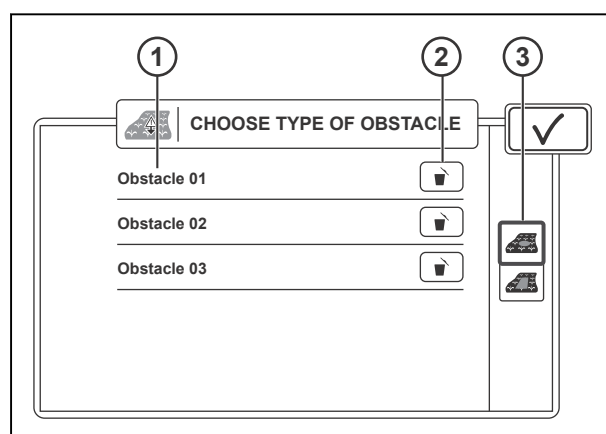 1 2 3
CHOOSE TYPE OF OBSTACLE
Obstacle 01
Obstacle 02
Obstacle 03